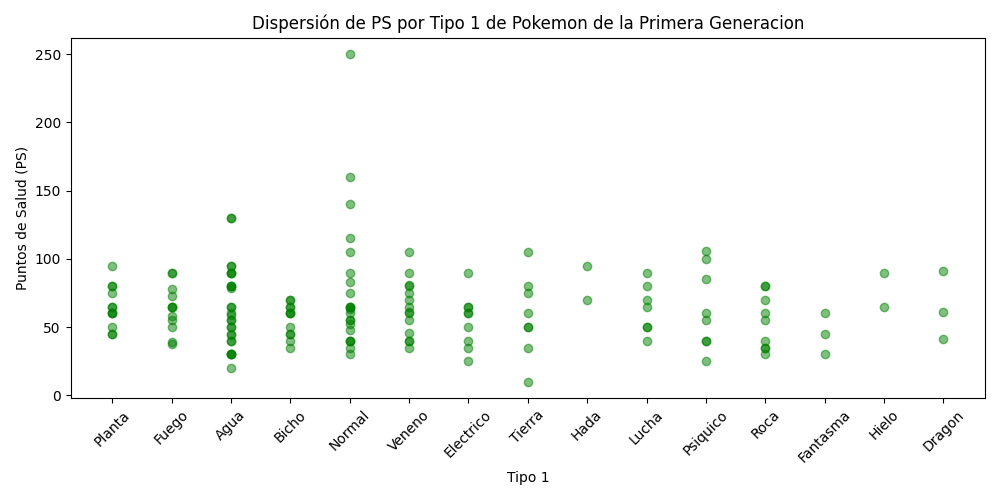 Dispersión de PS por Tipo 1 de Pokemon de la Primera Generacion
Puntos de Salud (PS)
250
200
150
100
50
0
Planta
Fuego
Agua
Bicho
Normal
Veneno
Electrico
Tierra
Hada
Lucha
Psiquico
Roca
Fantasma
Hielo
Dragon
Tipo 1